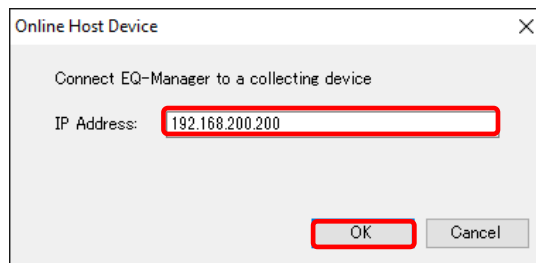 Online Host Device
Connect EQ-Manager to a collecting device
IP Address: 192.168.200.200
OK Cancel